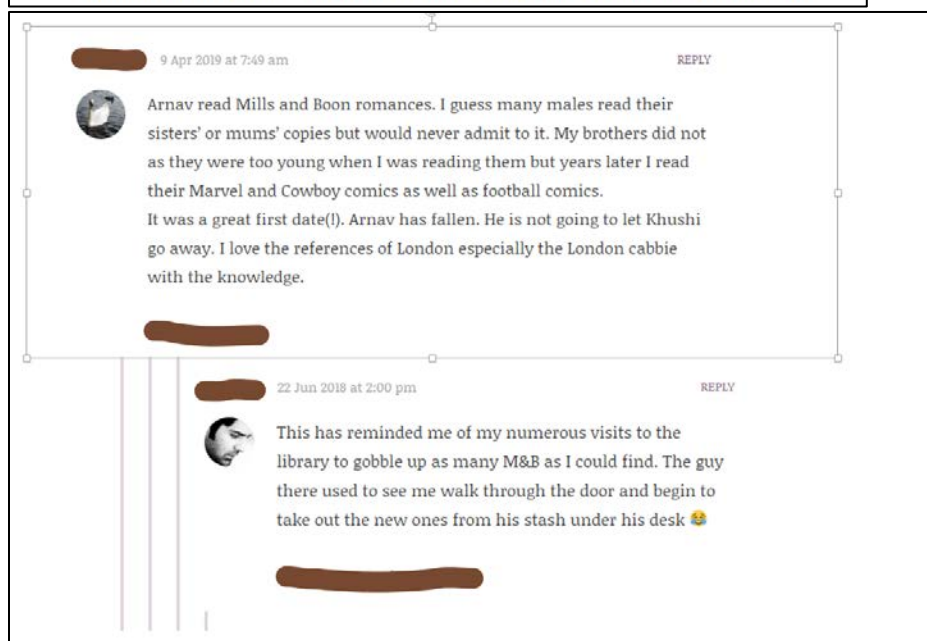 9 Apr 2019 at 7:49 am REPLY
Arnav read Mills and Boon romances. I guess many males read their
sisters' or mums' copies but would never admit to it. My brothers did not
as they were too young when I was reading them but years later I read
their Marvel and Cowboy comics as well as football comics.
It was a great first date(!). Arnav has fallen. He is not going to let Khushi
go away. I love the references of London especially the London cabbie
with the knowledge.
22 Jun 2018 at 2:00 pm REPLY
This has reminded me of my numerous visits to the
library to gobble up as many M&B as I could find. The guy
there used to see me walk through the door and begin to
take out the new ones from his stash under his desk 😂